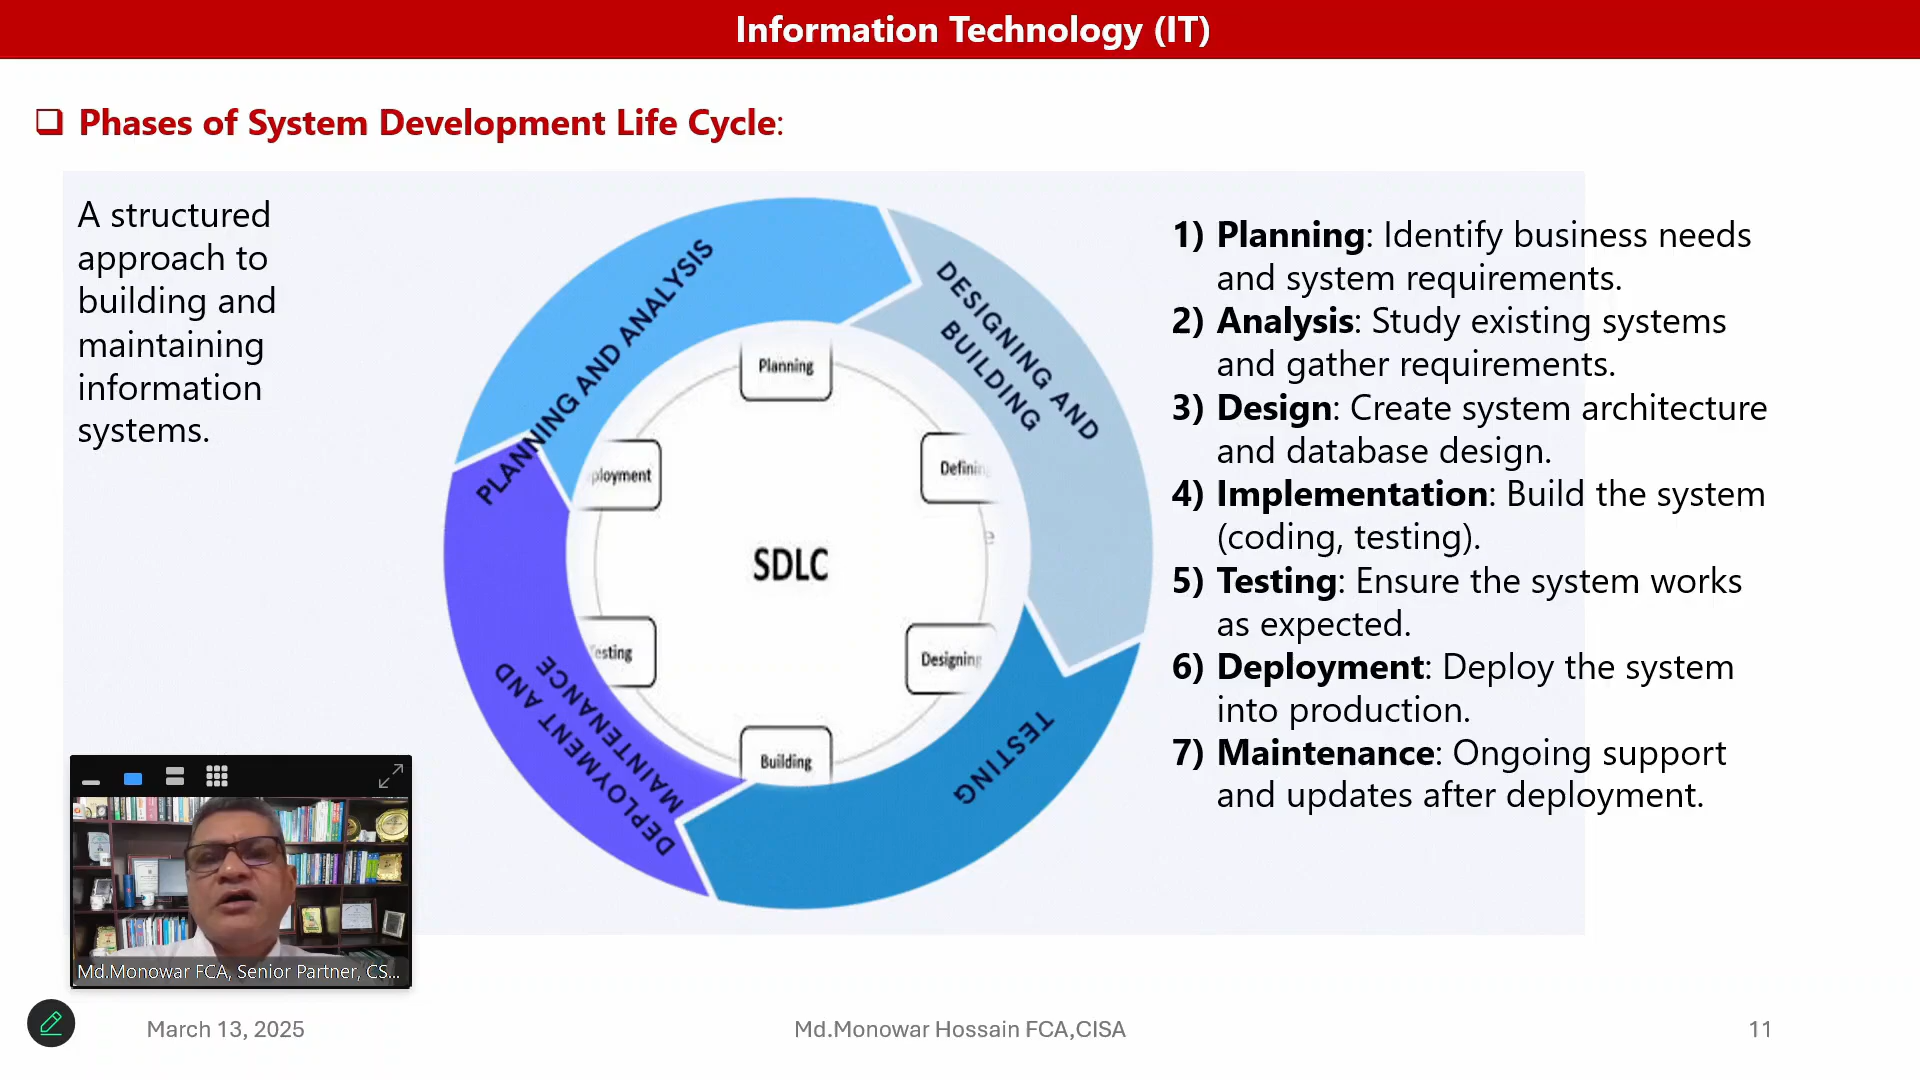 Information Technology (IT)
Phases of System Development Life Cycle:
A structured
approach to
building and
maintaining
information
systems.
PLANNING AND ANALYSIS
DESIGNING AND
BUILDING
TESTING
DEPLOYMENT AND
MAINTENANCE
Planning
Designing
Building
SDLC
1) Planning: Identify business needs
and system requirements.
2) Analysis: Study existing systems
and gather requirements.
3) Design: Create system architecture
and database design.
4) Implementation: Build the system
(coding, testing).
5) Testing: Ensure the system works
as expected.
6) Deployment: Deploy the system
into production.
7) Maintenance: Ongoing support
and updates after deployment.
Md.Monowar FCA, Senior Partner, CS...
March 13, 2025
Md.Monowar Hossain FCA,CISA
11